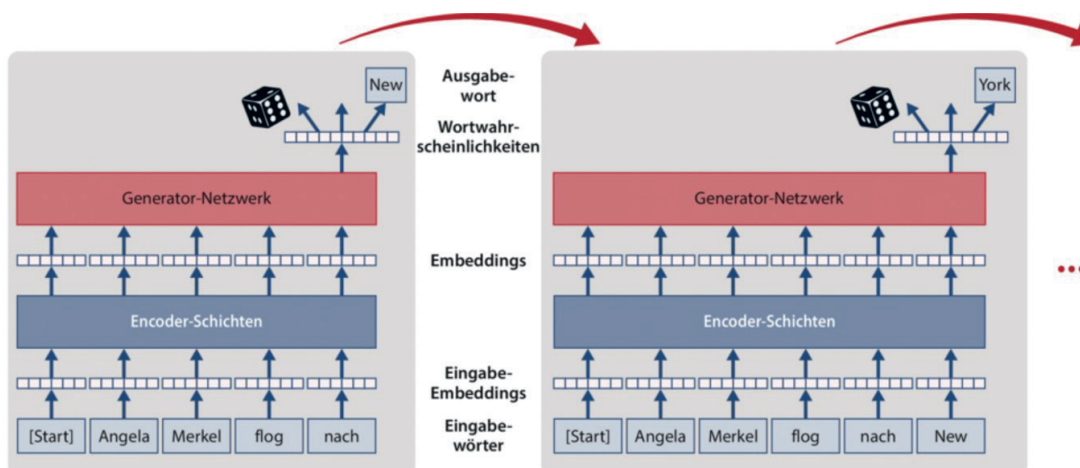 New
Ausgabe-
wort
York
Wortwahr-
scheinlichkeiten
Generator-Netzwerk
Generator-Netzwerk
Embeddings
Encoder-Schichten
Encoder-Schichten
Eingabe-
Embeddings
[Start] Angela Merkel flog nach
Eingabe-
wörter
[Start] Angela Merkel flog nach New